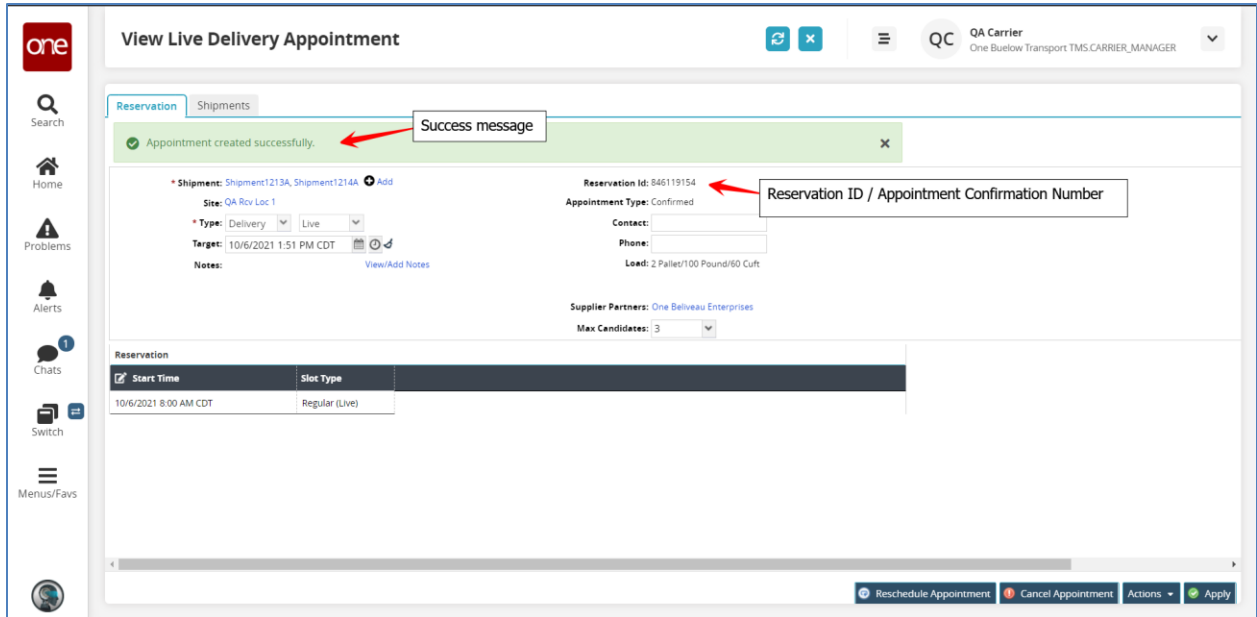 one
View Live Delivery Appointment
QC
QA Carrier
One Buelow Transport TMS.CARRIER_MANAGER
Search
Home
Problems
Alerts
Chats
1
Switch
Menus/Favs
Reservation
Shipments
Appointment created successfully.
Success message
* Shipment: Shipment1213A, Shipment1214A Add
Site: QA Rcv Loc 1
* Type: Delivery Live
Target: 10/6/2021 1:51 PM CDT
Notes: View/Add Notes
Reservation Id: 846119154
Reservation ID / Appointment Confirmation Number
Appointment Type: Confirmed
Contact:
Phone:
Load: 2 Pallet/100 Pound/60 Cuft
Supplier Partners: One Beliveau Enterprises
Max Candidates: 3
Reservation
Start Time Slot Type
10/6/2021 8:00 AM CDT Regular (Live)
Reschedule Appointment Cancel Appointment Actions Apply